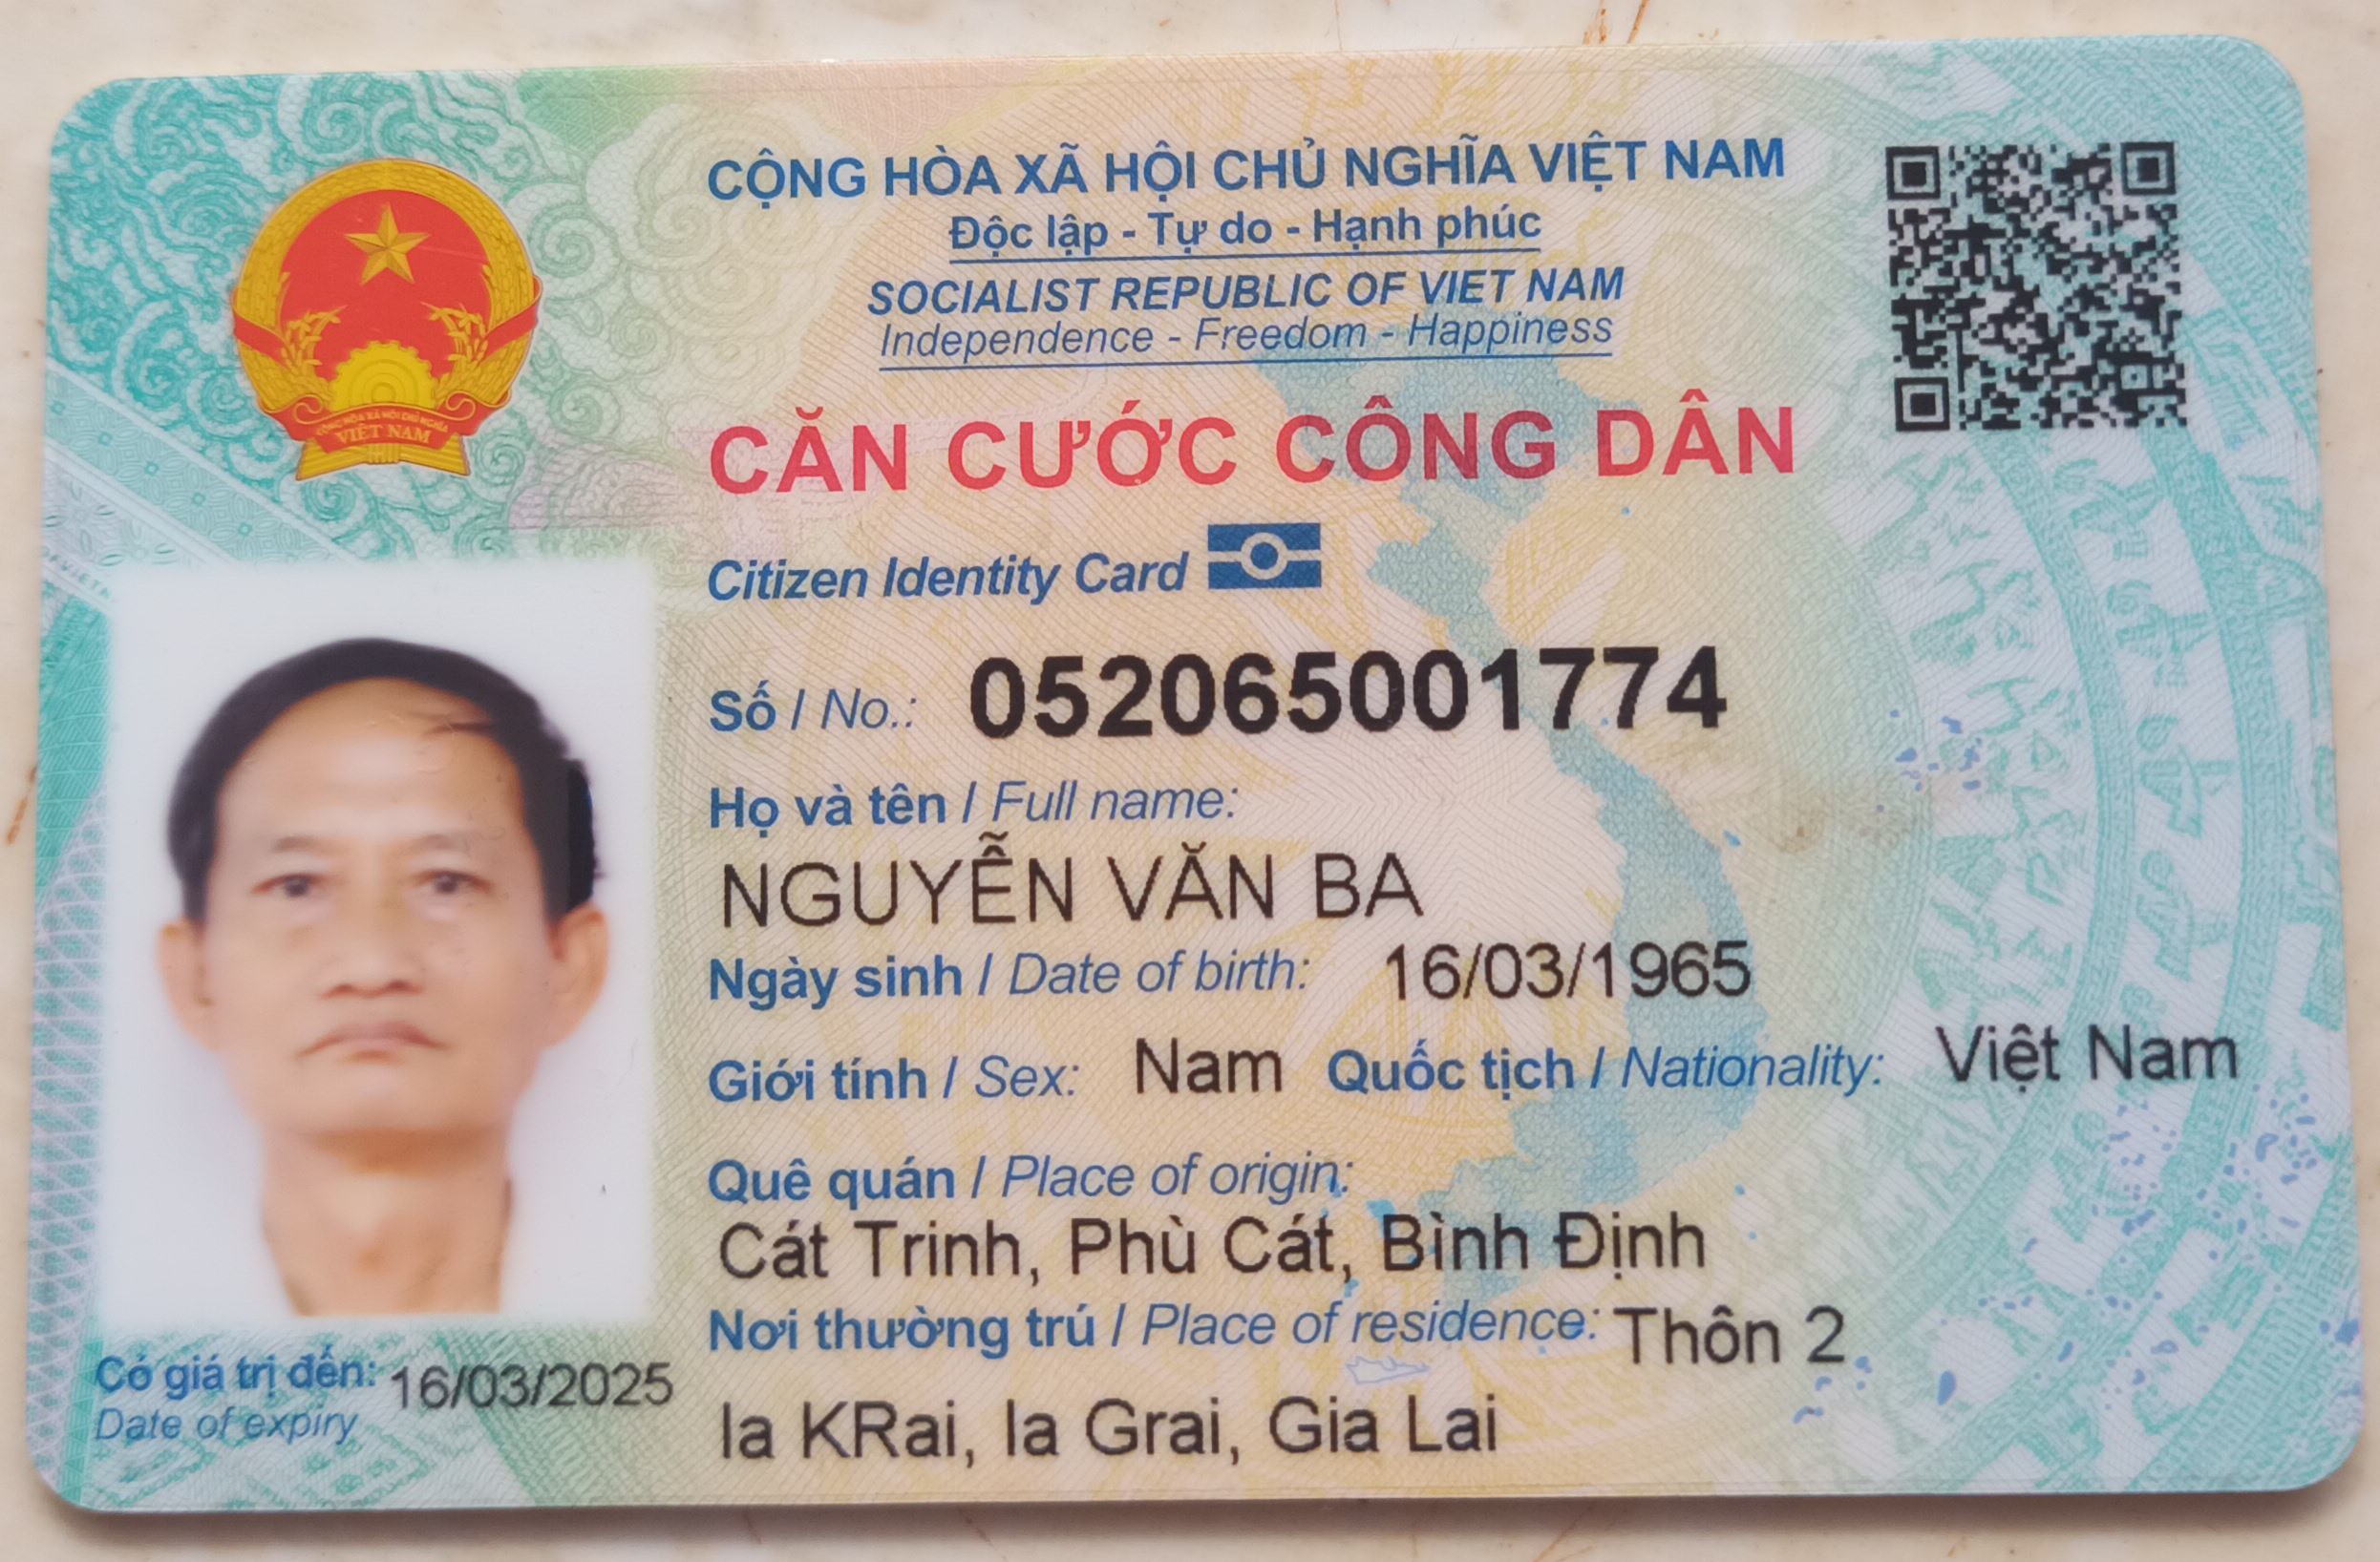 CỘNG HÒA XÃ HỘI CHỦ NGHĨA VIỆT NAM
Độc lập - Tự do - Hạnh phúc
SOCIALIST REPUBLIC OF VIET NAM
Independence - Freedom - Happiness
CỘNG HÒA XÃ HỘI CHỦ NGHĨA
VIỆT NAM
CĂN CƯỚC CÔNG DÂN
Citizen Identity Card
Số / No.: 052065001774
Họ và tên / Full name:
NGUYỄN VĂN BA
Ngày sinh / Date of birth: 16/03/1965
Giới tính / Sex: Nam Quốc tịch / Nationality: Việt Nam
Quê quán / Place of origin:
Cát Trinh, Phù Cát, Bình Định
Nơi thường trú / Place of residence: Thôn 2
Ia KRai, Ia Grai, Gia Lai
Có giá trị đến: 16/03/2025
Date of expiry